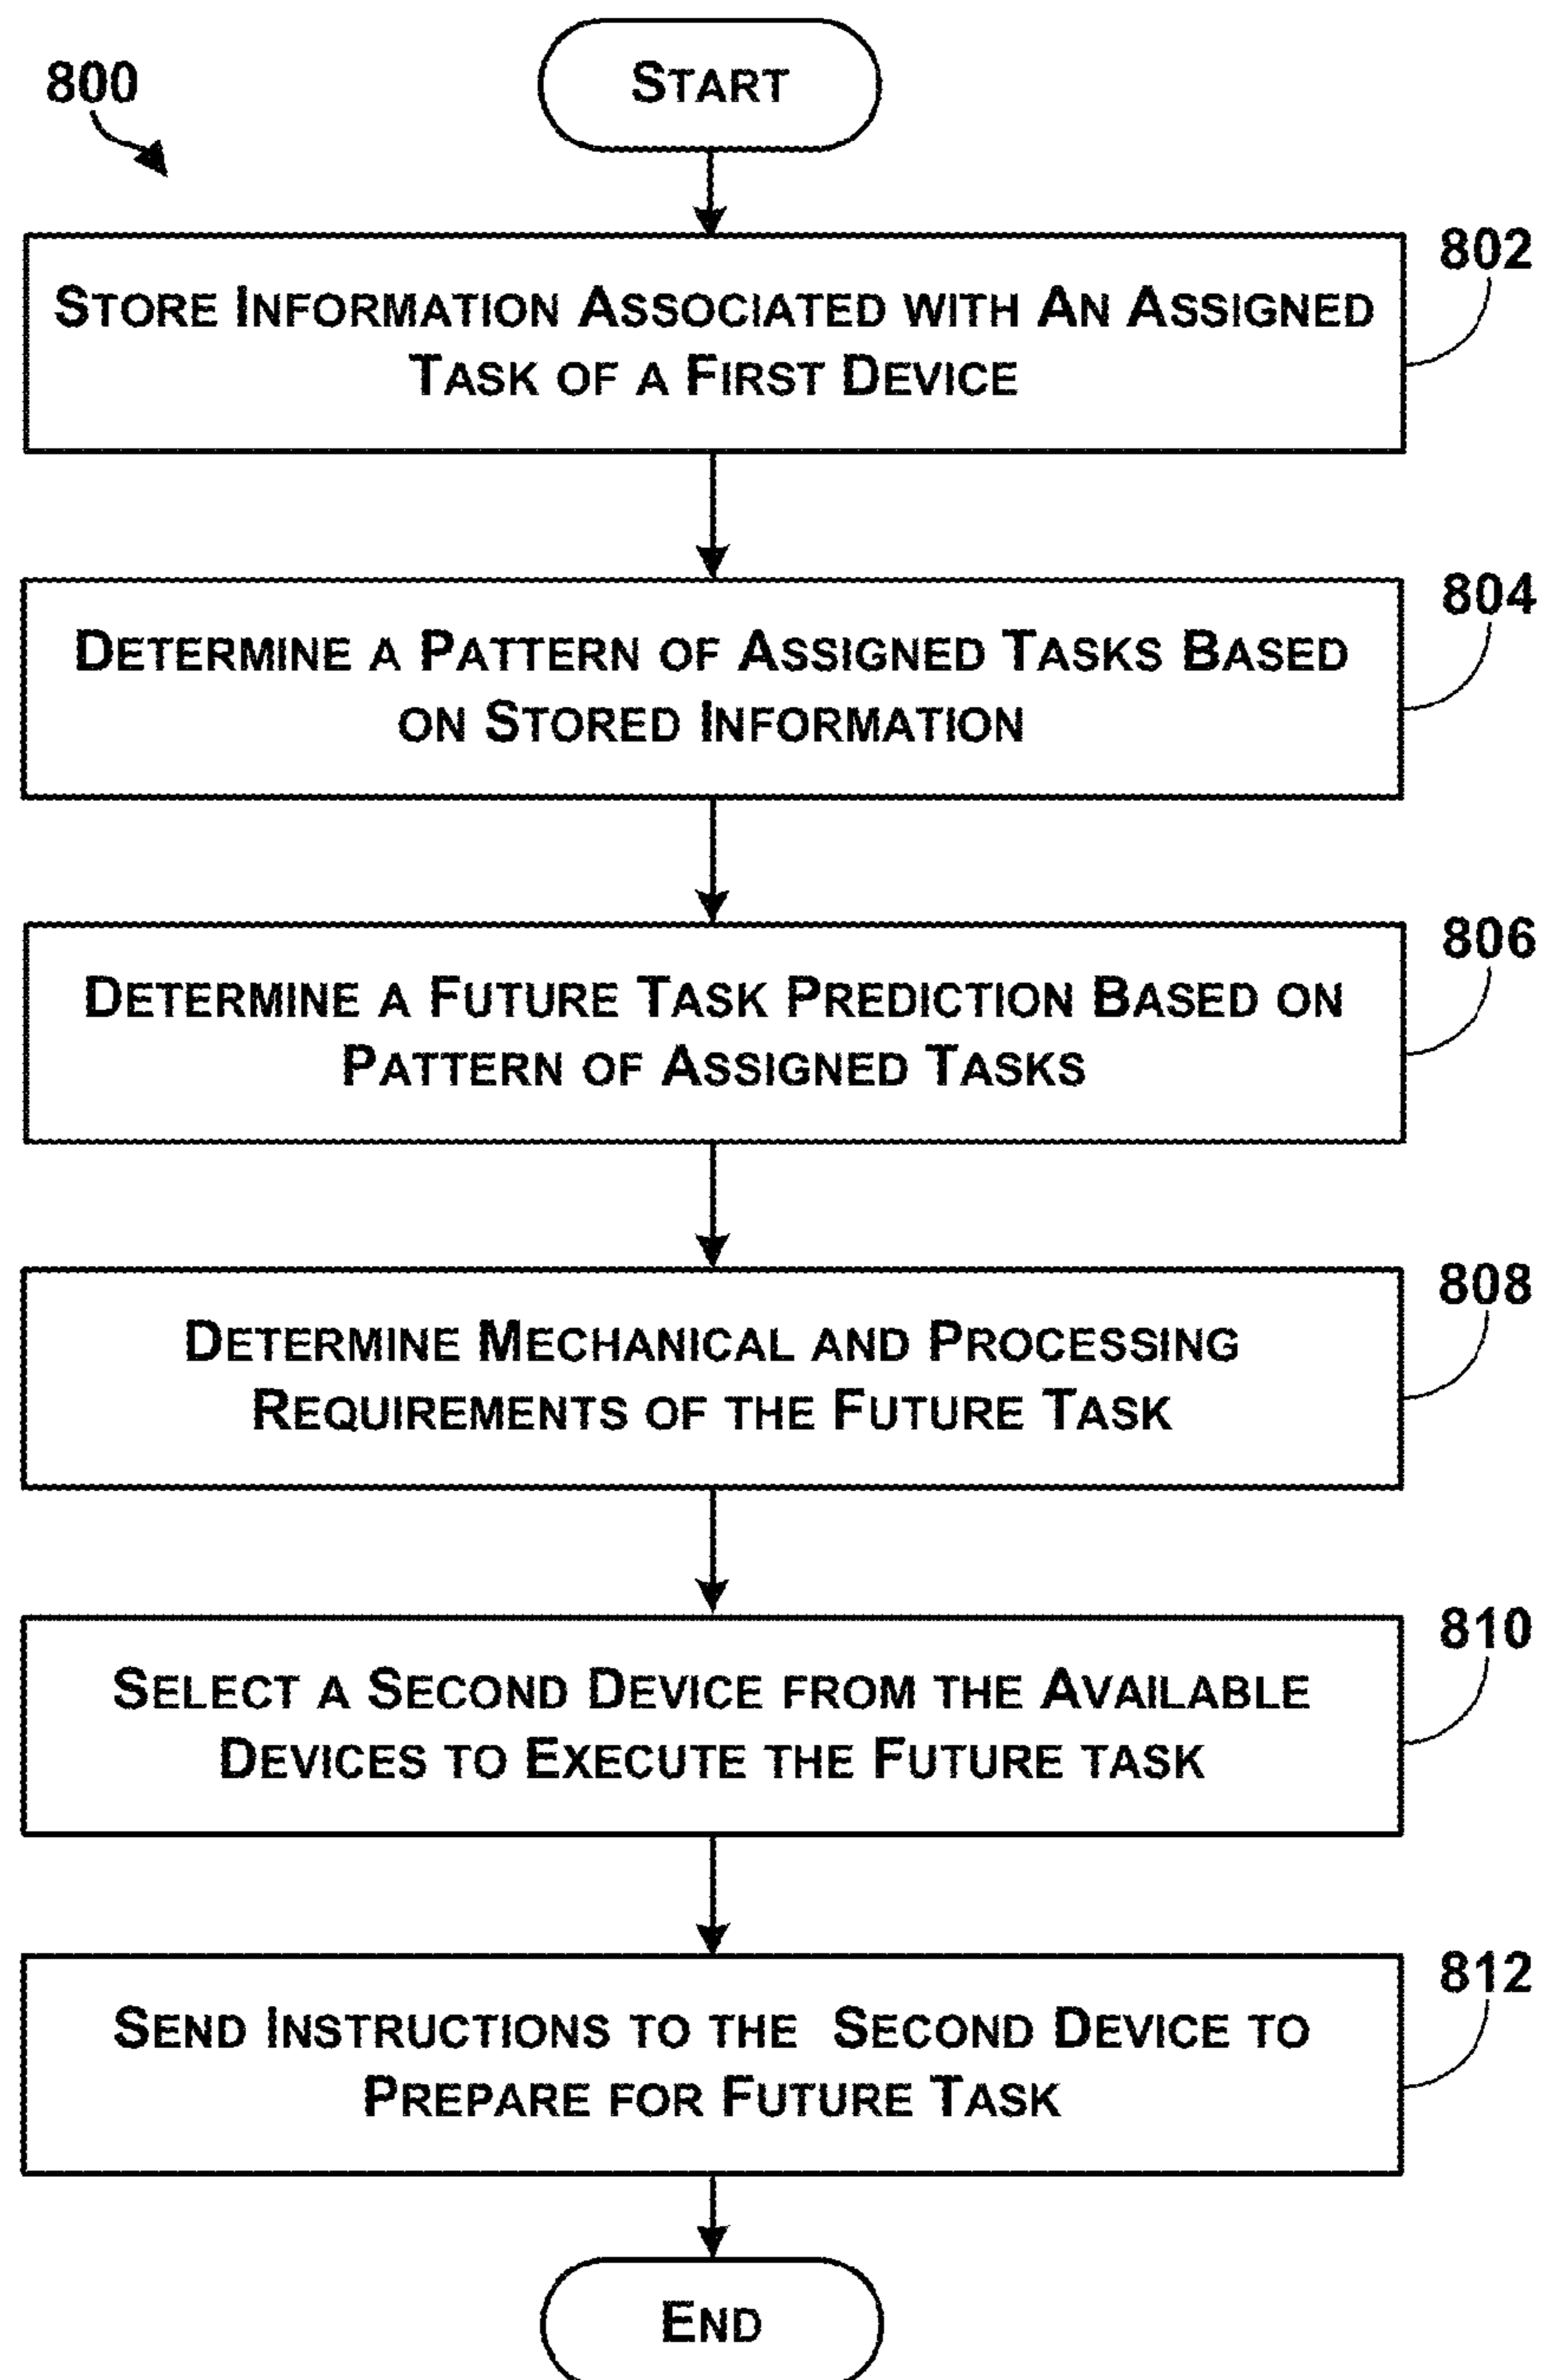 800
START
802
STORE INFORMATION ASSOCIATED WITH AN ASSIGNED
TASK OF A FIRST DEVICE
804
DETERMINE A PATTERN OF ASSIGNED TASKS BASED
ON STORED INFORMATION
806
DETERMINE A FUTURE TASK PREDICTION BASED ON
PATTERN OF ASSIGNED TASKS
808
DETERMINE MECHANICAL AND PROCESSING
REQUIREMENTS OF THE FUTURE TASK
810
SELECT A SECOND DEVICE FROM THE AVAILABLE
DEVICES TO EXECUTE THE FUTURE TASK
812
SEND INSTRUCTIONS TO THE SECOND DEVICE TO
PREPARE FOR FUTURE TASK
END